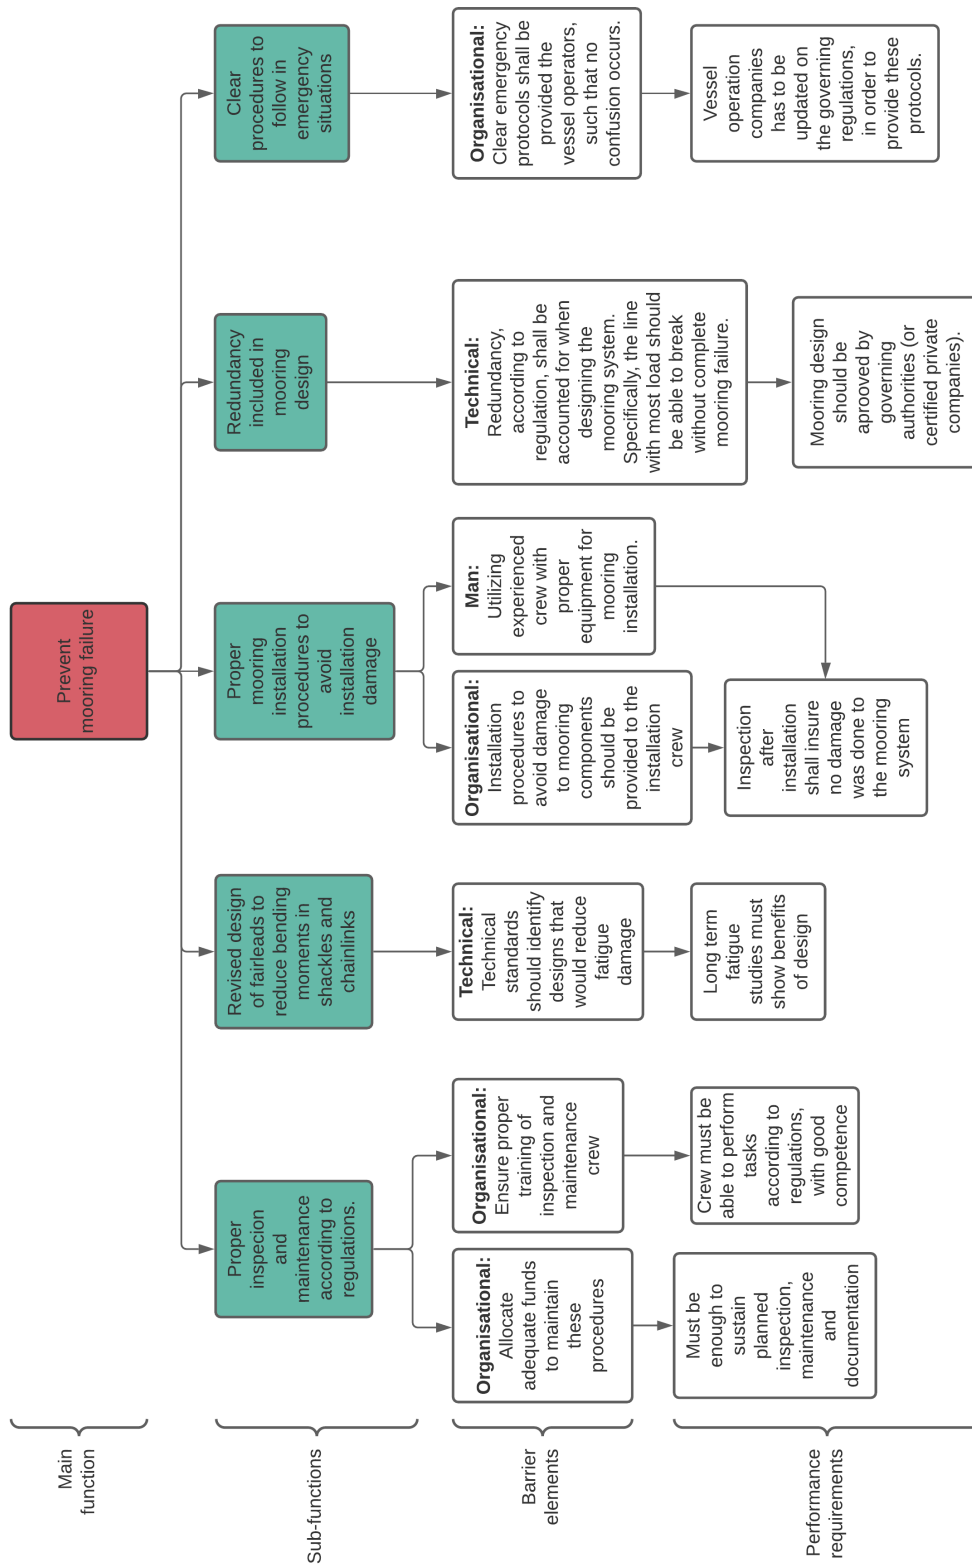 Main
function
Sub-functions
Barrier
elements
Performance
requirements
Prevent
mooring failure
Proper
inspecion
and
maintenance
according to
regulations.
Revised design
of fairleads to
reduce bending
moments in
shackles and
chainlinks
Proper
mooring
installation
procedures to
avoid
installation
damage
Redundancy
included in
mooring
design
Clear
procedures to
follow in
emergency
situations
Organisational:
Allocate
adequate funds
to maintain
these
procedures
Organisational:
Ensure proper
training of
inspection and
maintenance
crew
Technical:
Technical
standards
should identify
designs that
would reduce
fatigue
damage
Organisational:
Installation
procedures to
avoid damage
to mooring
components
should be
provided to the
installation
crew
Man:
Utilizing
experienced
crew with
proper
equipment for
mooring
installation.
Technical:
Redundancy,
according to
regulation, shall be
accounted for when
designing the
mooring system.
Specifically, the line
with most load should
be able to break
without complete
mooring failure.
Organisational:
Clear emergency
protocols shall be
provided the
vessel operators,
such that no
confusion occurs.
Must be
enough to
sustain
planned
inspection,
maintenance
and
documentation
Crew must be
able to perform
tasks
according to
regulations,
with good
competence
Long term
fatigue
studies must
show benefits
of design
Inspection
after
installation
shall insure
no damage
was done to
the mooring
system
Mooring design
should be
aprooved by
governing
authorities (or
certified private
companies).
Vessel
operation
companies
has to be
updated on
the governing
regulations,
in order to
provide these
protocols.